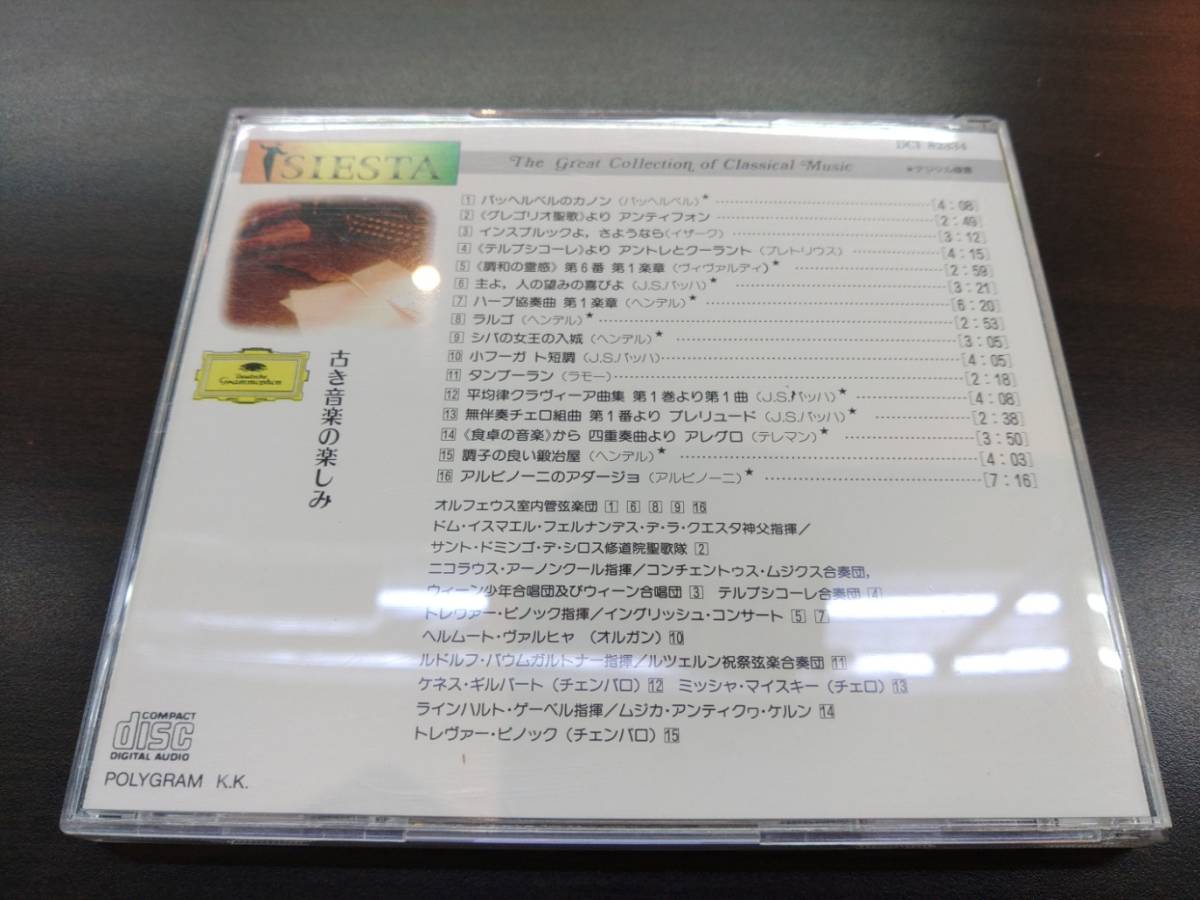 SIESTA
The Great Collection of Classical Music
DCI 82334
★デジタル録音
1 パッヘルベルのカノン(パッヘルベル)★ [4:08]
2 《グレゴリオ聖歌》より アンティフォン [2:49]
3 インスブルックよ,さようなら(イザーク) [3:12]
4 《テルプシコーレ》より アントレとクーラント(プレトリウス) [4:15]
5 《調和の霊感》第6番 第1楽章(ヴィヴァルディ)★ [2:59]
6 主よ,人の望みの喜びよ(J.S.バッハ)★ [3:21]
7 ハープ協奏曲 第1楽章(ヘンデル)★ [6:20]
8 ラルゴ(ヘンデル)★ [2:53]
9 シバの女王の入城(ヘンデル)★ [3:05]
10 小フーガ ト短調(J.S.バッハ) [4:05]
11 タンブーラン(ラモー) [2:18]
12 平均律クラヴィーア曲集 第1巻より第1曲(J.S.バッハ)★ [4:08]
13 無伴奏チェロ組曲 第1番より プレリュード(J.S.バッハ)★ [2:38]
14 《食卓の音楽》から 四重奏曲より アレグロ(テレマン)★ [3:50]
15 調子の良い鍛冶屋(ヘンデル)★ [4:03]
16 アルビノーニのアダージョ(アルビノーニ)★ [7:16]
オルフェウス室内管弦楽団 1 6 8 9 16
ドム・イスマエル・フェルナンデス・デ・ラ・クエスタ神父指揮/
サント・ドミンゴ・デ・シロス修道院聖歌隊 2
ニコラウス・アーノンクール指揮/コンチェントゥス・ムジクス合奏団,
ウィーン少年合唱団及びウィーン合唱団 3 テルプシコーレ合奏団 4
トレヴァー・ピノック指揮/イングリッシュ・コンサート 5 7
ヘルムート・ヴァルヒャ (オルガン) 10
ルドルフ・バウムガルトナー指揮/ルツェルン祝祭弦楽合奏団 11
ケネス・ギルバート(チェンバロ) 12 ミッシャ・マイスキー(チェロ) 13
ラインハルト・ゲーベル指揮/ムジカ・アンティクヮ・ケルン 14
トレヴァー・ピノック(チェンバロ) 15
Deutsche
Grammophon
古き音楽の楽しみ
COMPACT
disc
DIGITAL AUDIO
POLYGRAM K.K.